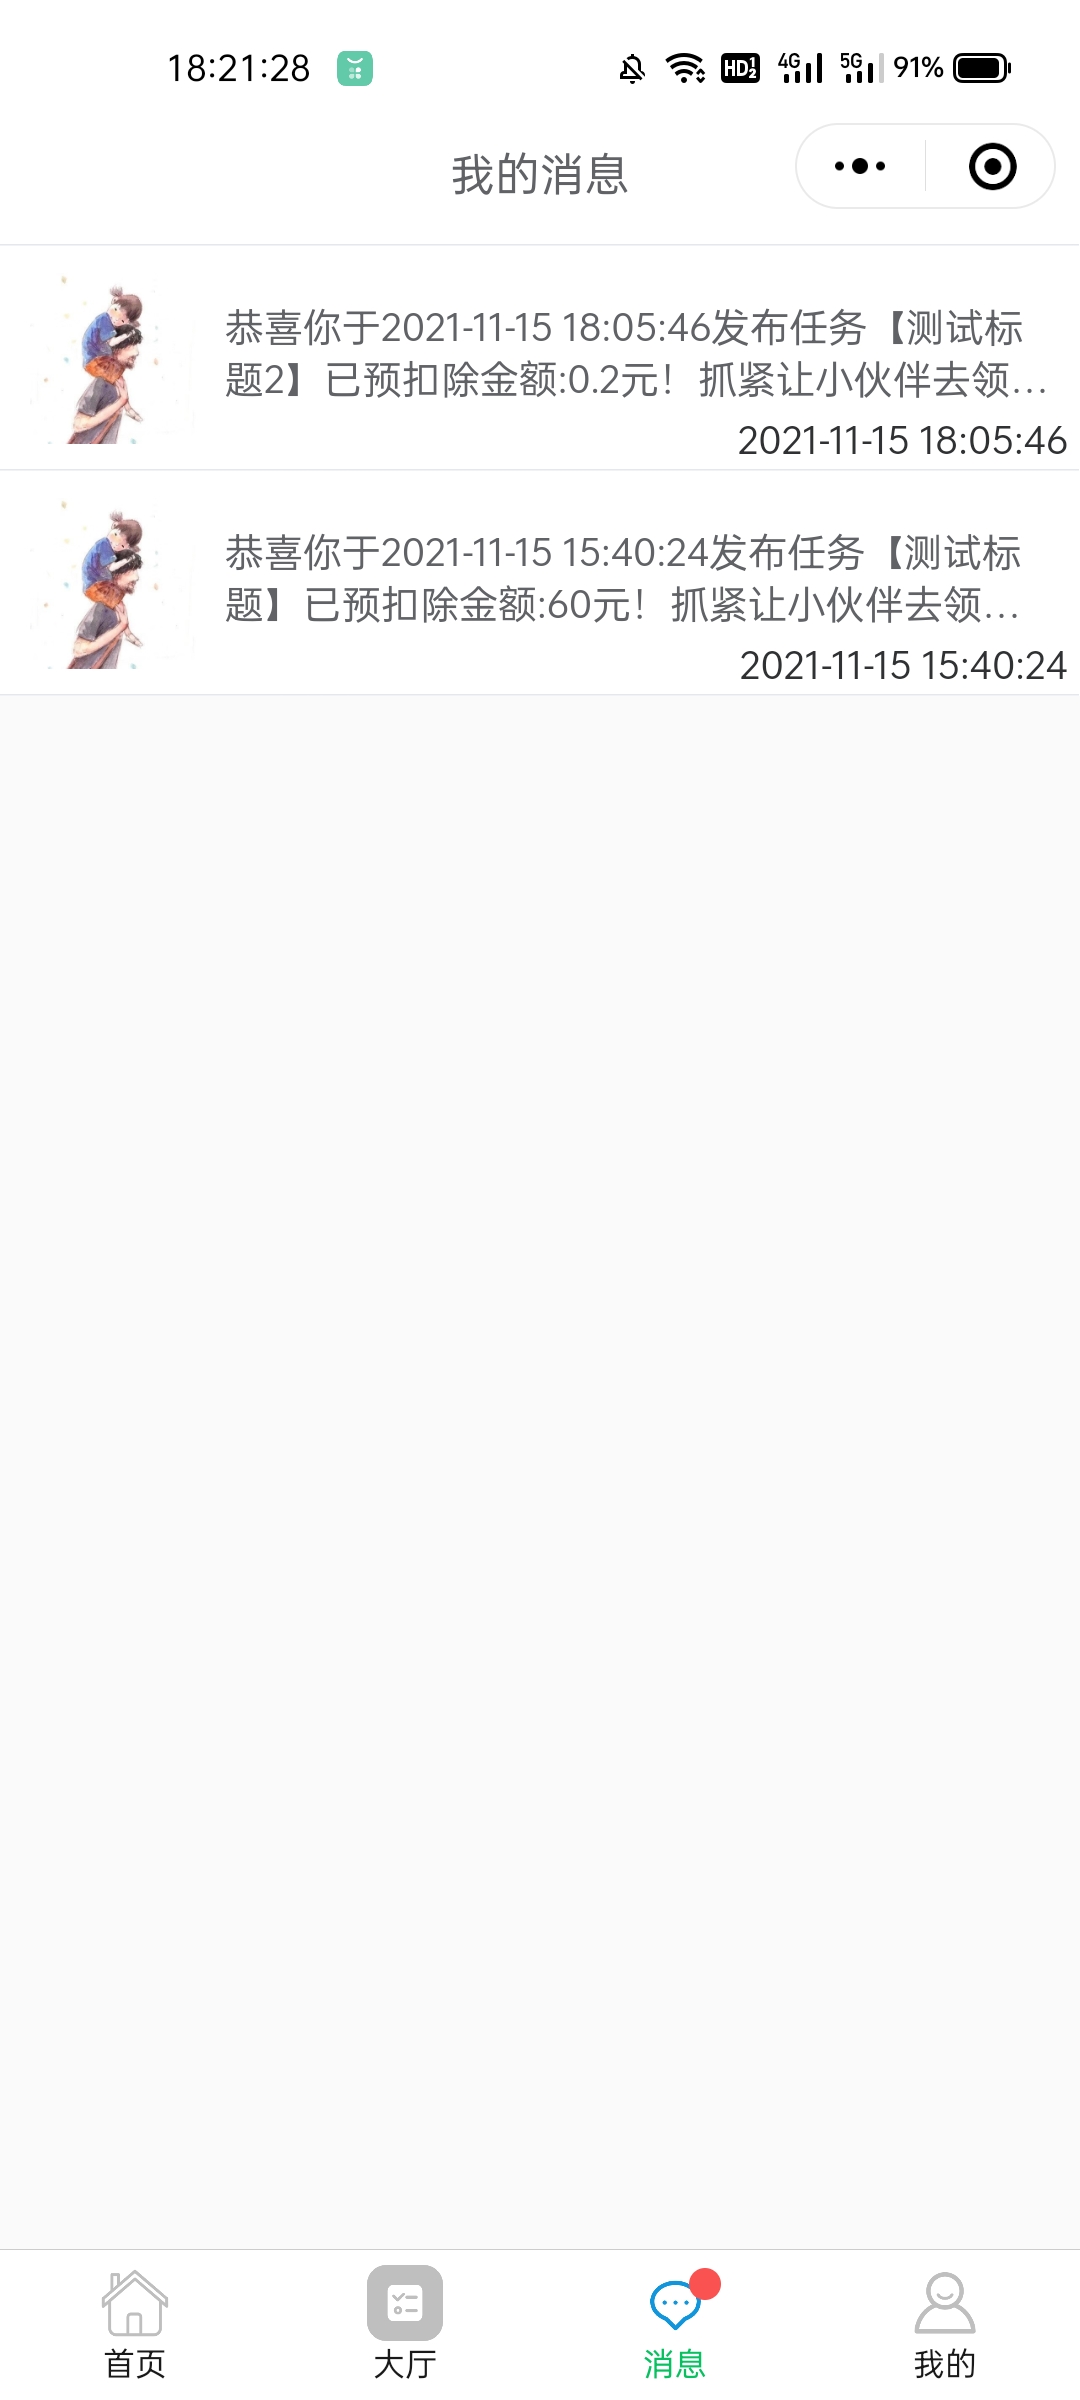 18:21:28
HD 1 2 4G 5G 91%
我的消息
恭喜你于2021-11-15 18:05:46发布任务【测试标
题2】已预扣除金额:0.2元！抓紧让小伙伴去领…
2021-11-15 18:05:46
恭喜你于2021-11-15 15:40:24发布任务【测试标
题】已预扣除金额:60元！抓紧让小伙伴去领…
2021-11-15 15:40:24
首页 大厅 消息 我的